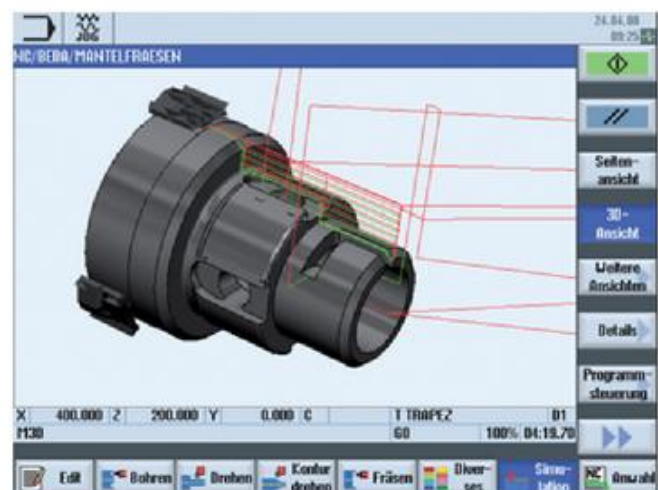 JOG
24.04.08
09:25
NC/BEBA/MANTELFRAESEN
Seiten-
ansicht
3D-
Ansicht
Weitere
Ansichten
Details
Programm-
steuerung
X 400.000 Z 200.000 Y 0.000 C T TRAPEZ D1
M30 G0 100% 04:19.70
Edit
Bohren
Drehen
Kontur
drehen
Fräsen
Diver-
ses
Simu-
lation
NC Anwahl